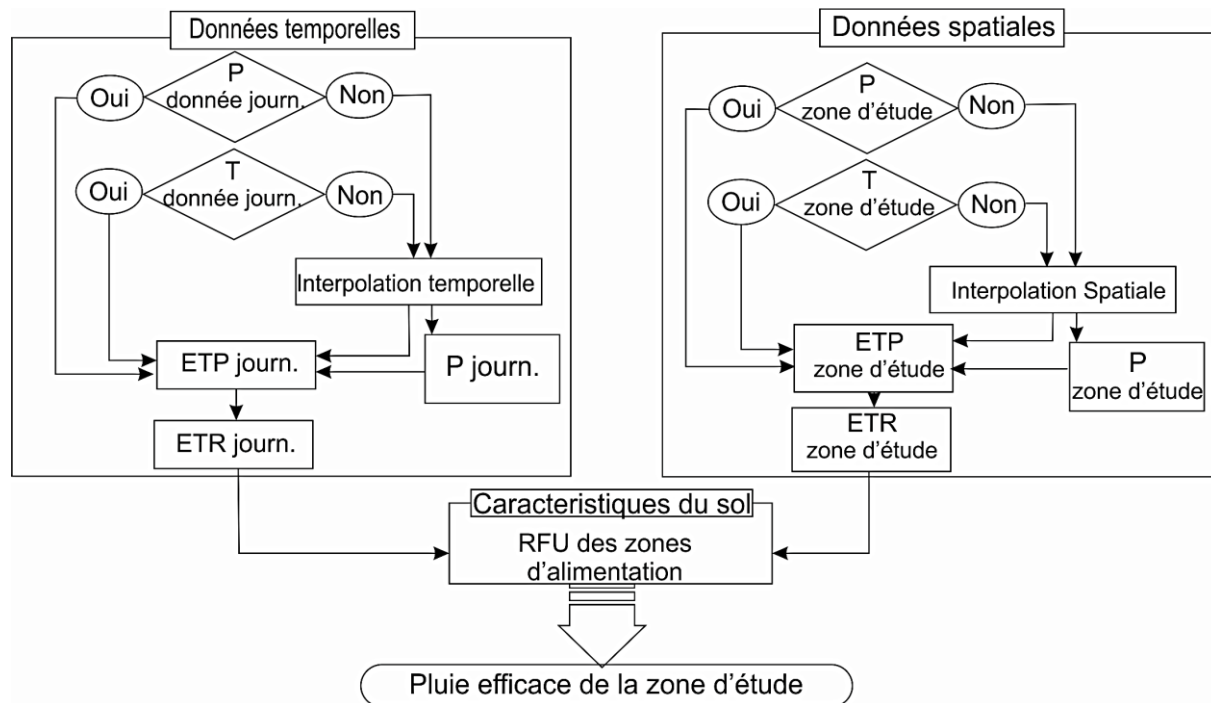 Données temporelles
P
donnée journ.
Oui
Non
T
donnée journ.
Oui
Non
Interpolation temporelle
ETP journ.
P journ.
ETR journ.
Données spatiales
P
zone d'étude
Oui
Non
T
zone d'étude
Oui
Non
Interpolation Spatiale
ETP
zone d'étude
P
zone d'étude
ETR
zone d'étude
Caracteristiques du sol
RFU des zones
d'alimentation
Pluie efficace de la zone d'étude